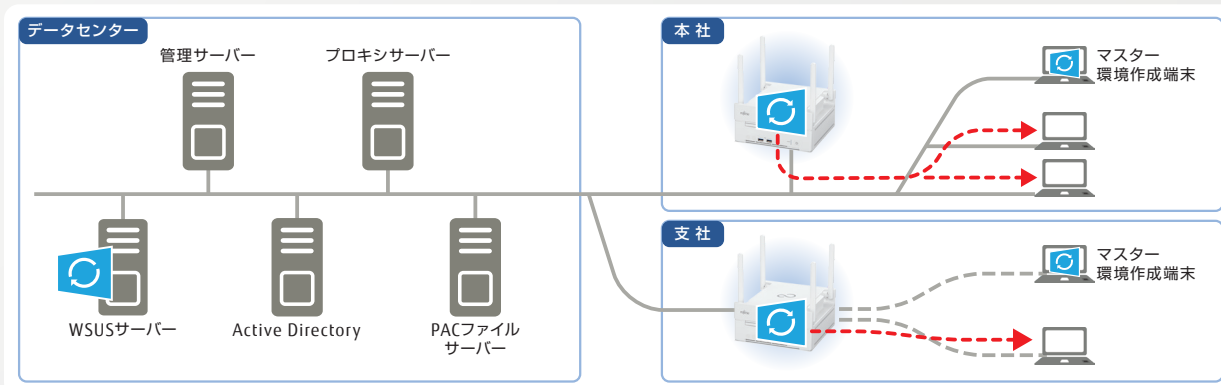 データセンター
管理サーバー
プロキシサーバー
WSUSサーバー
Active Directory
PACファイル
サーバー
本 社
マスター
環境作成端末
支 社
マスター
環境作成端末